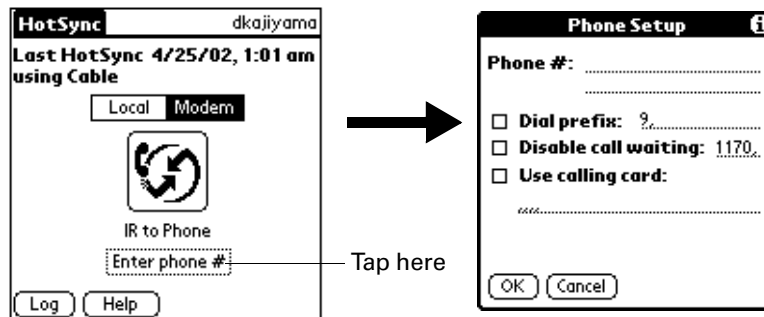 HotSync dkajiyama
Last HotSync 4/25/02, 1:01 am
using Cable
Local Modem
IR to Phone
Enter phone #
Log Help
Tap here
Phone Setup i
Phone #:
Dial prefix: 9,
Disable call waiting: 1170,
Use calling card:
,,,,
OK Cancel